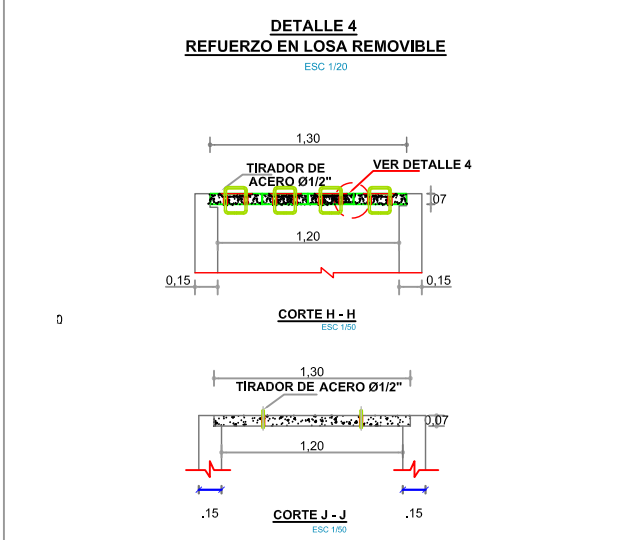 DETALLE 4
REFUERZO EN LOSA REMOVIBLE
ESC 1/20
1,30
TIRADOR DE
ACERO Ø1/2"
VER DETALLE 4
07
1,20
0,15
0,15
CORTE H - H
ESC 1/50
1,30
TIRADOR DE ACERO Ø1/2"
0,07
1,20
.15
.15
CORTE J - J
ESC 1/50